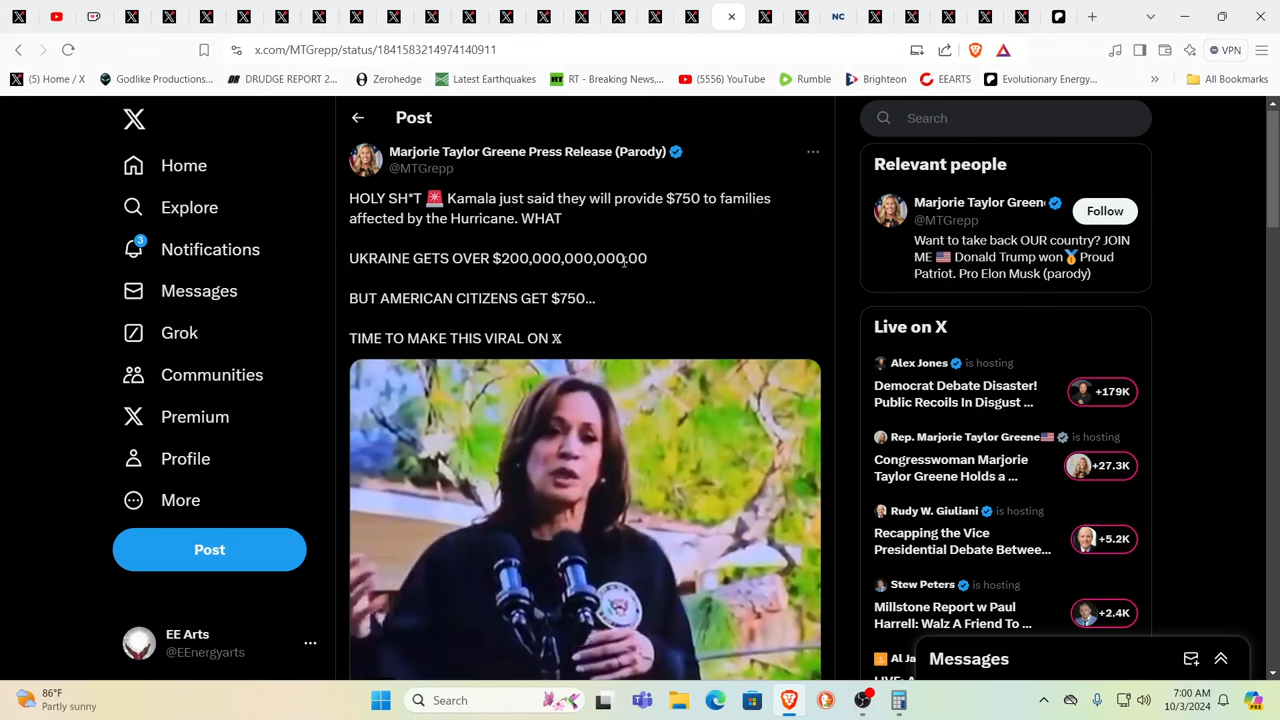 NC
x.com/MTGrepp/status/1841583214974140911
VPN
(5) Home / X
Godlike Productions...
DRUDGE REPORT 2...
Zerohedge
Latest Earthquakes
RT - Breaking News,...
(5556) YouTube
Rumble
Brighteon
EEARTS
Evolutionary Energy...
»
All Bookmarks
Home
Explore
3
Notifications
Messages
Grok
Communities
Premium
Profile
More
Post
EE Arts
@EEnergyarts
Post
Marjorie Taylor Greene Press Release (Parody)
@MTGrepp
HOLY SH*T 🚨 Kamala just said they will provide $750 to families
affected by the Hurricane. WHAT
UKRAINE GETS OVER $200,000,000,000.00
BUT AMERICAN CITIZENS GET $750...
TIME TO MAKE THIS VIRAL ON 𝕏
Search
Relevant people
Marjorie Taylor Green
@MTGrepp
Follow
Want to take back OUR country? JOIN
ME 🇺🇸 Donald Trump won🥇Proud
Patriot. Pro Elon Musk (parody)
Live on X
Alex Jones is hosting
Democrat Debate Disaster!
Public Recoils In Disgust ...
+179K
Rep. Marjorie Taylor Greene🇺🇸 is hosting
Congresswoman Marjorie
Taylor Greene Holds a ...
+27.3K
Rudy W. Giuliani is hosting
Recapping the Vice
Presidential Debate Betwee...
+5.2K
Stew Peters is hosting
Millstone Report w Paul
Harrell: Walz A Friend To ...
+2.4K
Al Ja
Messages
86°F
Partly sunny
Search
7:00 AM
10/3/2024
PRE